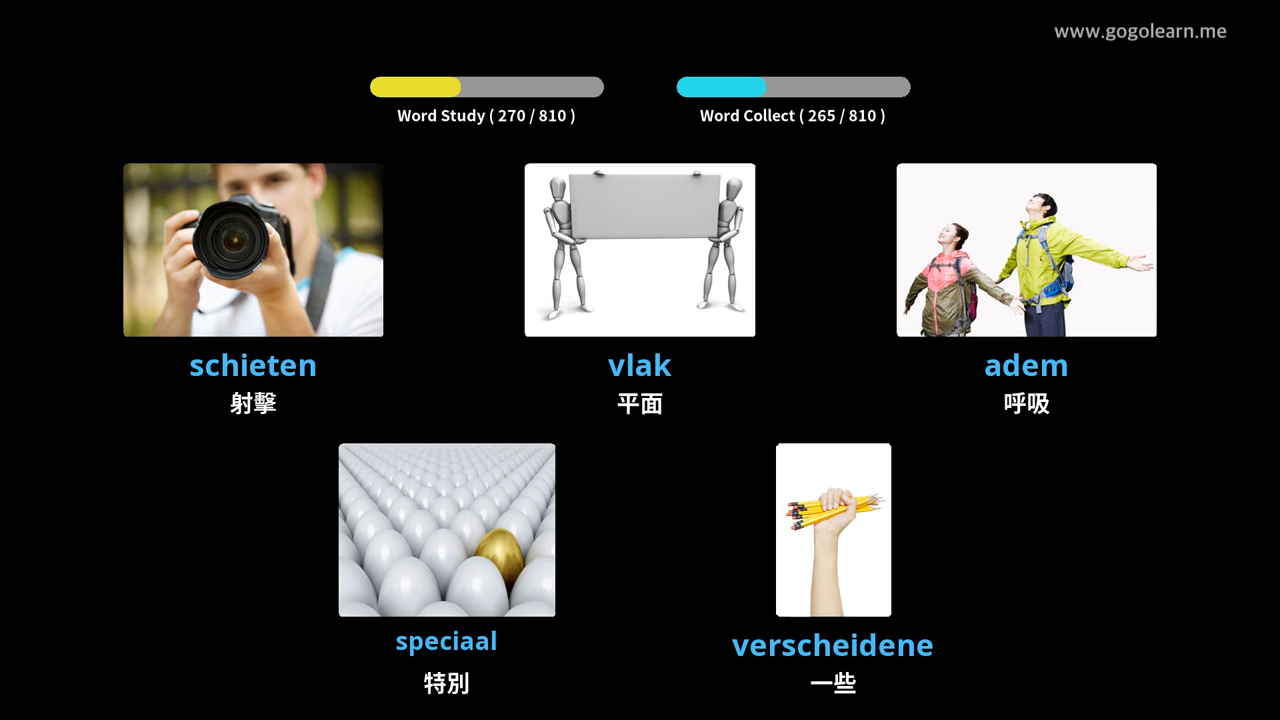 www.gogolearn.me
Word Study ( 270 / 810 )
Word Collect ( 265 / 810 )
schieten
射擊
vlak
平面
adem
呼吸
speciaal
特別
verscheidene
一些